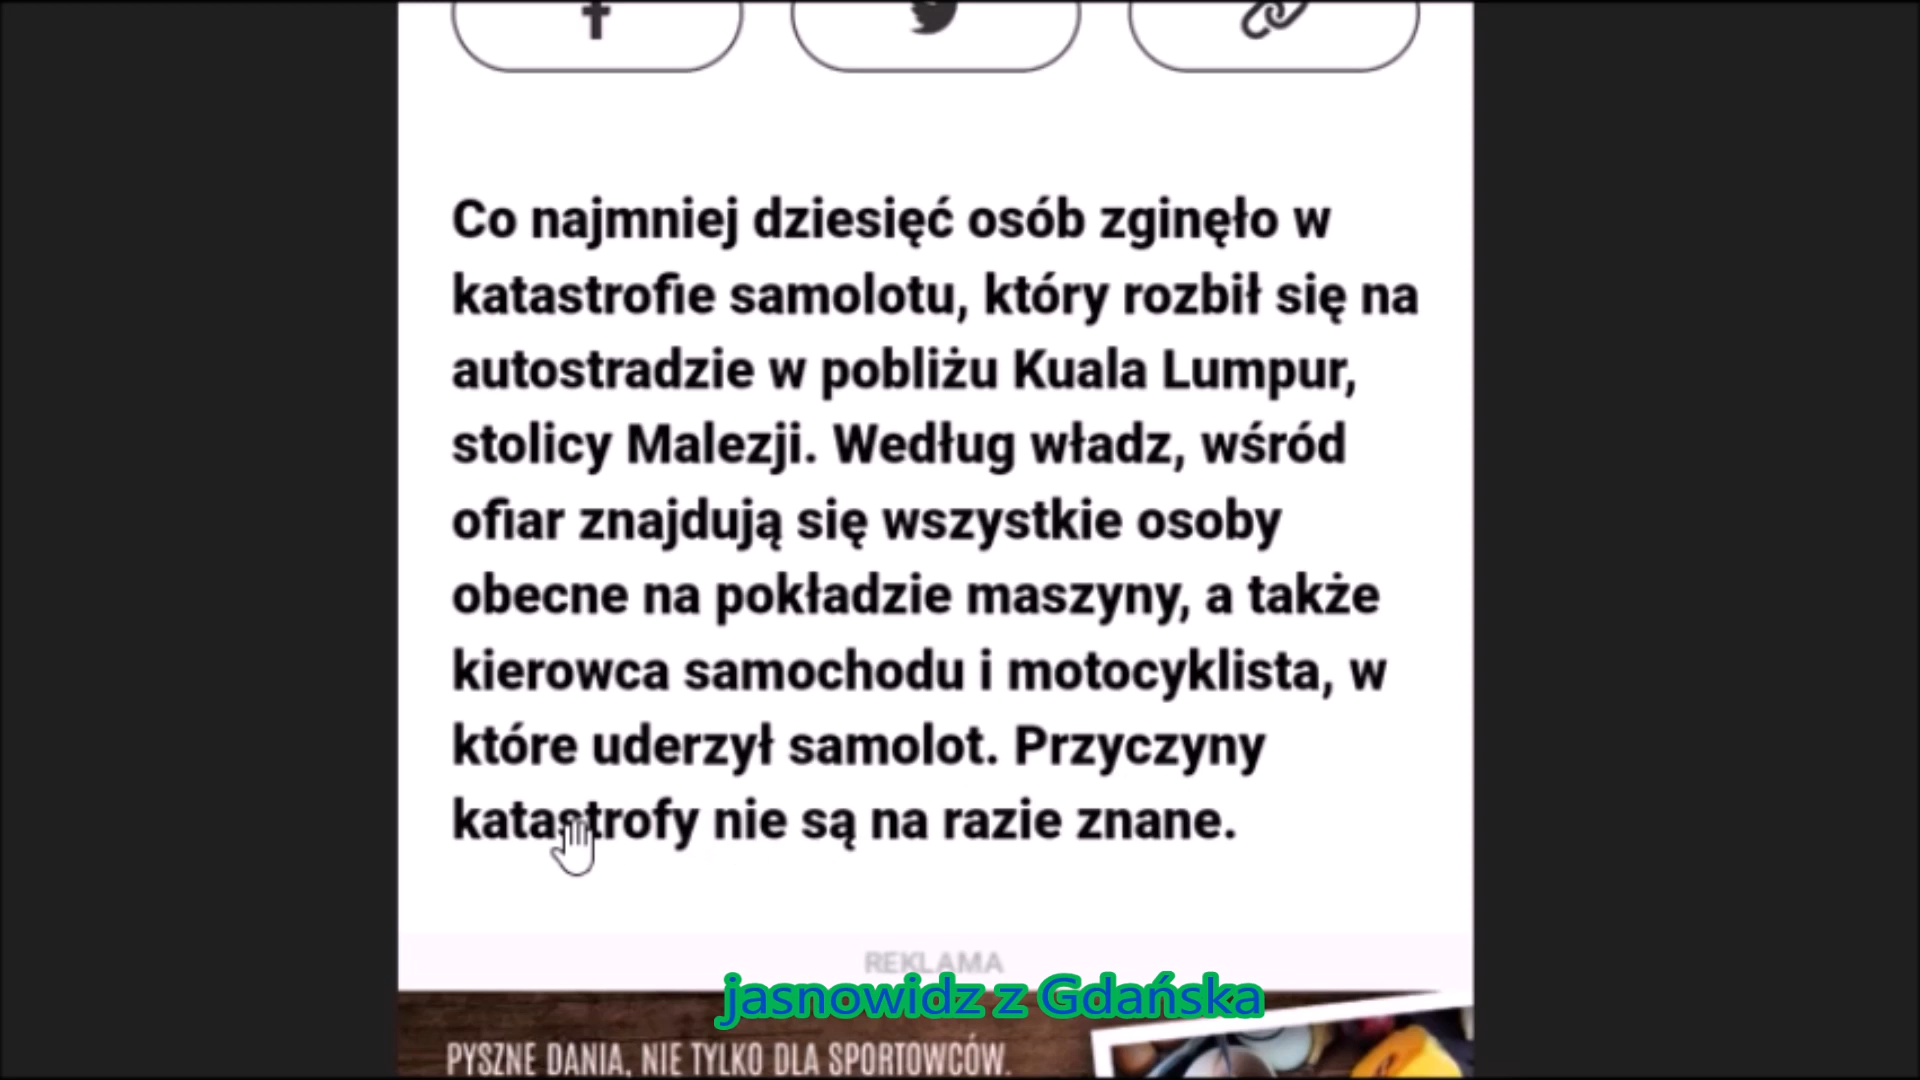 Co najmniej dziesięć osób zginęło w
katastrofie samolotu, który rozbił się na
autostradzie w pobliżu Kuala Lumpur,
stolicy Malezji. Według władz, wśród
ofiar znajdują się wszystkie osoby
obecne na pokładzie maszyny, a także
kierowca samochodu i motocyklista, w
które uderzył samolot. Przyczyny
katastrofy nie są na razie znane.
REKLAMA
jasnowidz z Gdańska
PYSZNE DANIA, NIE TYLKO DLA SPORTOWCÓW.